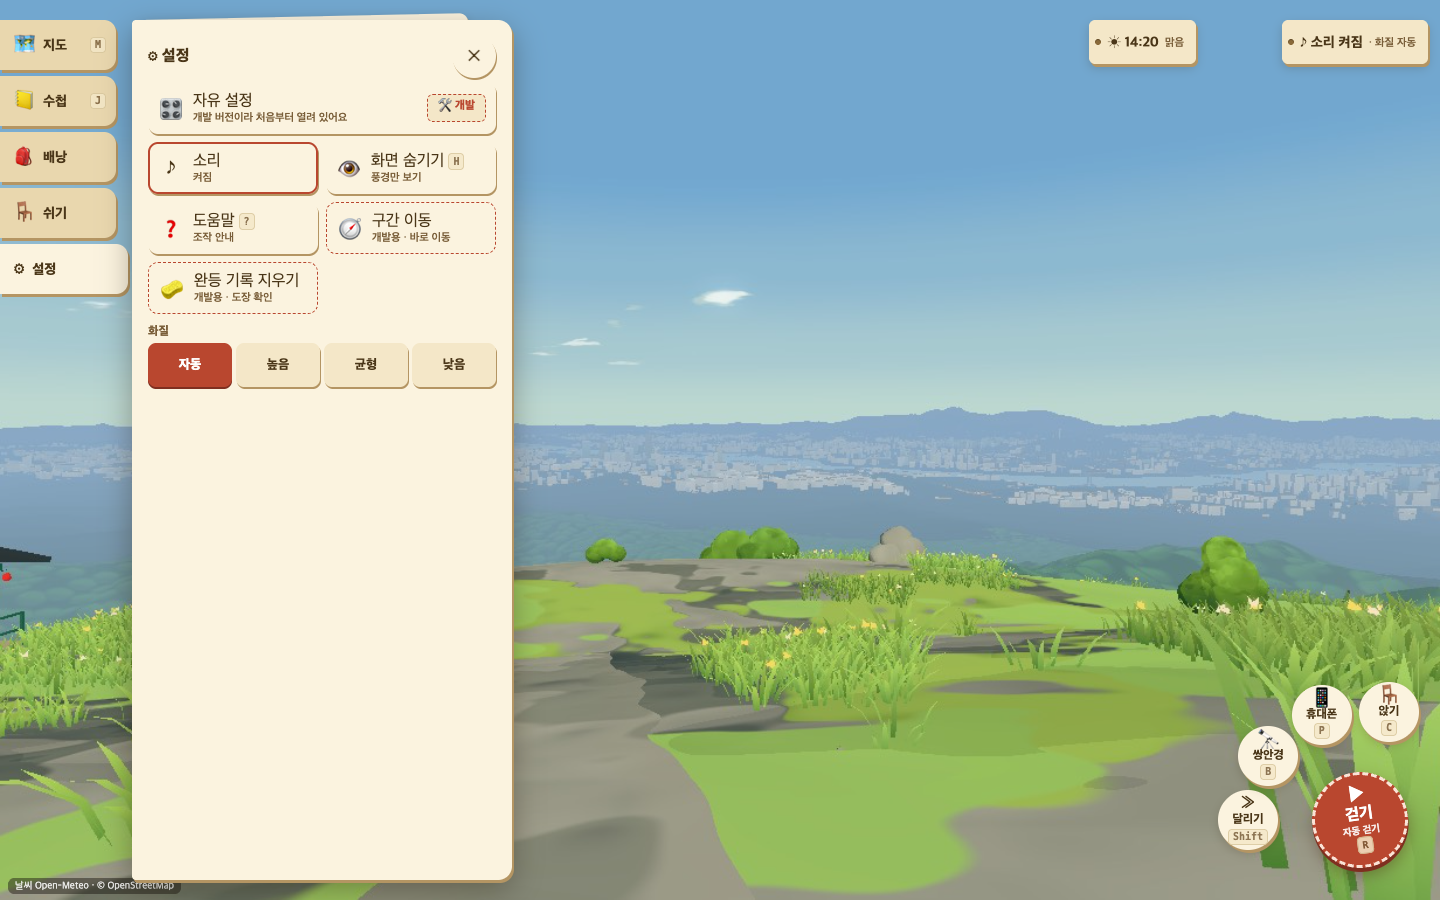 지도 M
수첩 J
배낭
쉬기
⚙ 설정
⚙ 설정
×
자유 설정
개발 버전이라 처음부터 열려 있어요
🛠 개발
♪ 소리
켜짐
화면 숨기기 H
풍경만 보기
❓ 도움말 ?
조작 안내
구간 이동
개발용 · 바로 이동
완등 기록 지우기
개발용 · 도장 확인
화질
자동 높음 균형 낮음
☀ 14:20 맑음
♪ 소리 켜짐 · 화질 자동
휴대폰
P
앉기
C
쌍안경
B
달리기
Shift
걷기
자동 걷기
R
날씨 Open-Meteo · © OpenStreetMap